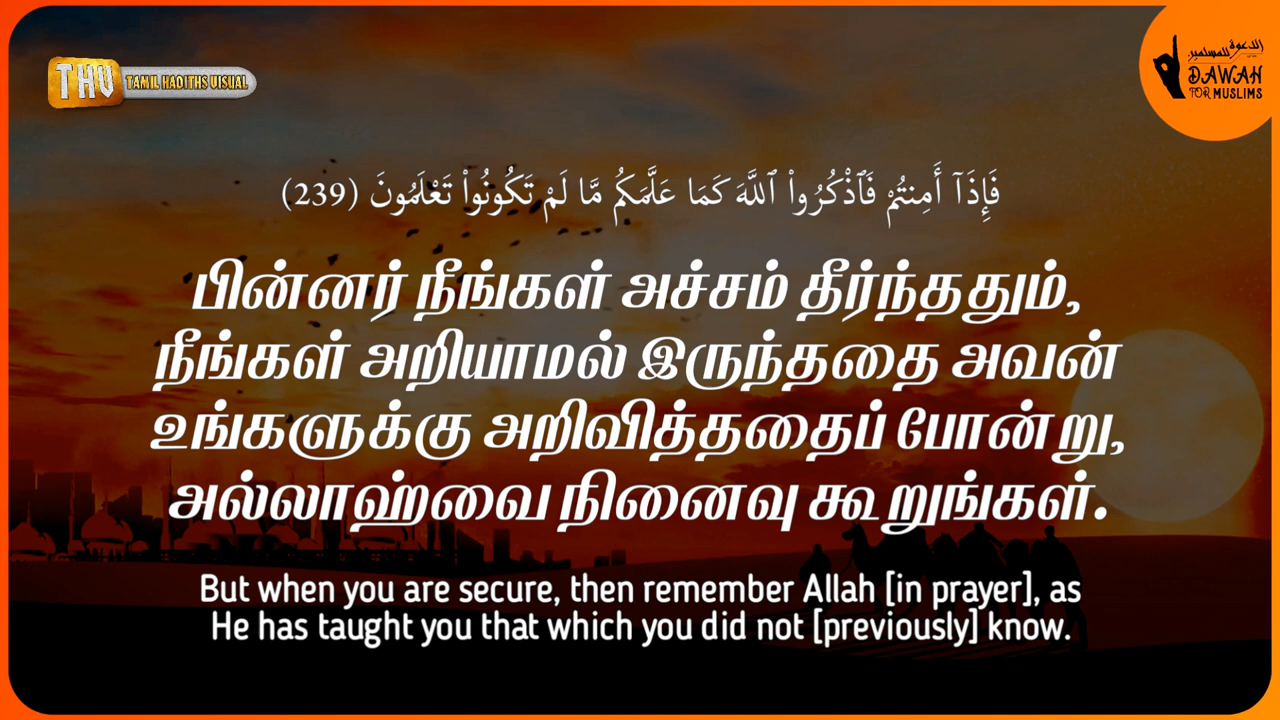 THV
TAMIL HADITHS VISUAL
الدعوة للمسلمين
DAWAH
FOR MUSLIMS
فَإِذَآ أَمِنتُمْ فَٱذْكُرُوا۟ ٱللَّهَ كَمَا عَلَّمَكُم مَّا لَمْ تَكُونُوا۟ تَعْلَمُونَ (239)
பின்னர் நீங்கள் அச்சம் தீர்ந்ததும்,
நீங்கள் அறியாமல் இருந்ததை அவன்
உங்களுக்கு அறிவித்ததைப் போன்று,
அல்லாஹ்வை நினைவு கூறுங்கள்.
But when you are secure, then remember Allah [in prayer], as
He has taught you that which you did not [previously] know.